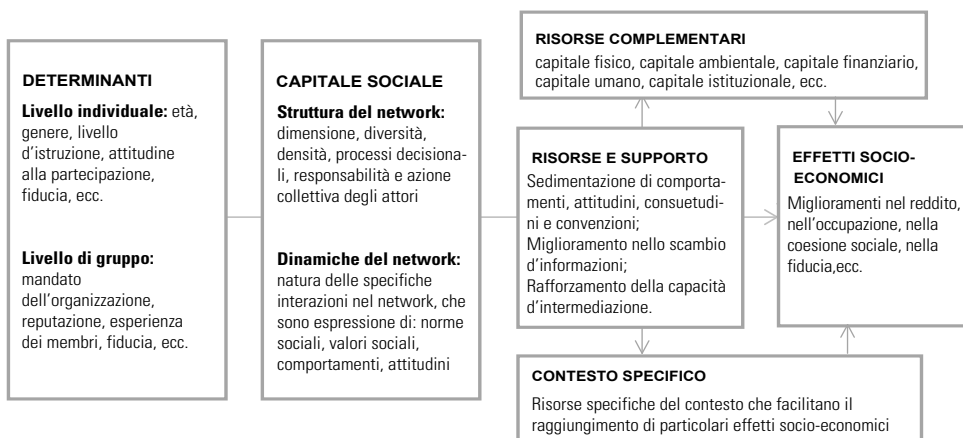 DETERMINANTI
Livello individuale: età,
genere, livello
d'istruzione, attitudine
alla partecipazione,
fiducia, ecc.
Livello di gruppo:
mandato
dell'organizzazione,
reputazione, esperienza
dei membri, fiducia, ecc.
CAPITALE SOCIALE
Struttura del network:
dimensione, diversità,
densità, processi decisiona-
li, responsabilità e azione
collettiva degli attori
Dinamiche del network:
natura delle specifiche
interazioni nel network, che
sono espressione di: norme
sociali, valori sociali,
comportamenti, attitudini
RISORSE COMPLEMENTARI
capitale fisico, capitale ambientale, capitale finanziario,
capitale umano, capitale istituzionale, ecc.
RISORSE E SUPPORTO
Sedimentazione di comporta-
menti, attitudini, consuetudi-
ni e convenzioni;
Miglioramento nello scambio
d'informazioni;
Rafforzamento della capacità
d'intermediazione.
CONTESTO SPECIFICO
Risorse specifiche del contesto che facilitano il
raggiungimento di particolari effetti socio-economici
EFFETTI SOCIO-
ECONOMICI
Miglioramenti nel reddito,
nell'occupazione, nella
coesione sociale, nella
fiducia,ecc.